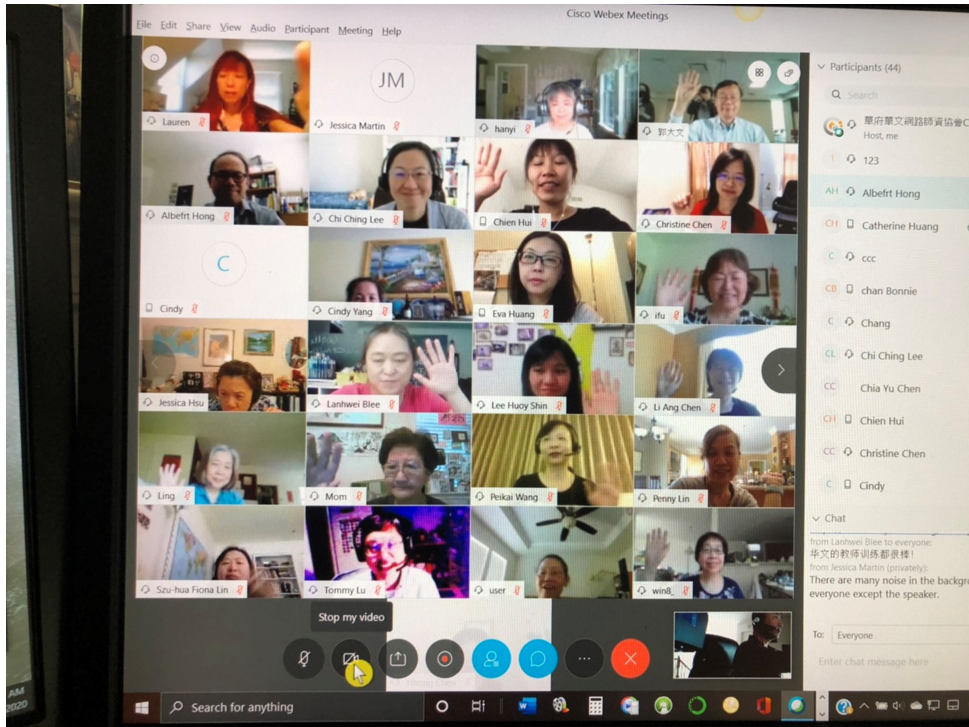 Cisco Webex Meetings
File Edit Share View Audio Participant Meeting Help
Lauren
JM
Jessica Martin
hanyi
郭大文
Albefrt Hong
Chi Ching Lee
Chien Hui
Christine Chen
C
Cindy
Cindy Yang
Eva Huang
ifu
Jessica Hsu
Lanhwei Blee
Lee Huoy Shin
Li Ang Chen
Ling
Mom
Peikai Wang
Penny Lin
Szu-hua Fiona Lin
Tommy Lu
user
win8_
Stop my video
Participants (44)
Search
華府華文網路師資協會C
Host, me
1 123
AH Albefrt Hong
CH Catherine Huang
C ccc
CB chan Bonnie
C Chang
CL Chi Ching Lee
CC Chia Yu Chen
CH Chien Hui
CC Christine Chen
C Cindy
Chat
from Lanhwei Blee to everyone:
华文的教师训练都很棒!
from Jessica Martin (privately):
There are many noise in the backgr
everyone except the speaker.
To: Everyone
Enter chat message here
Search for anything
AM
2020